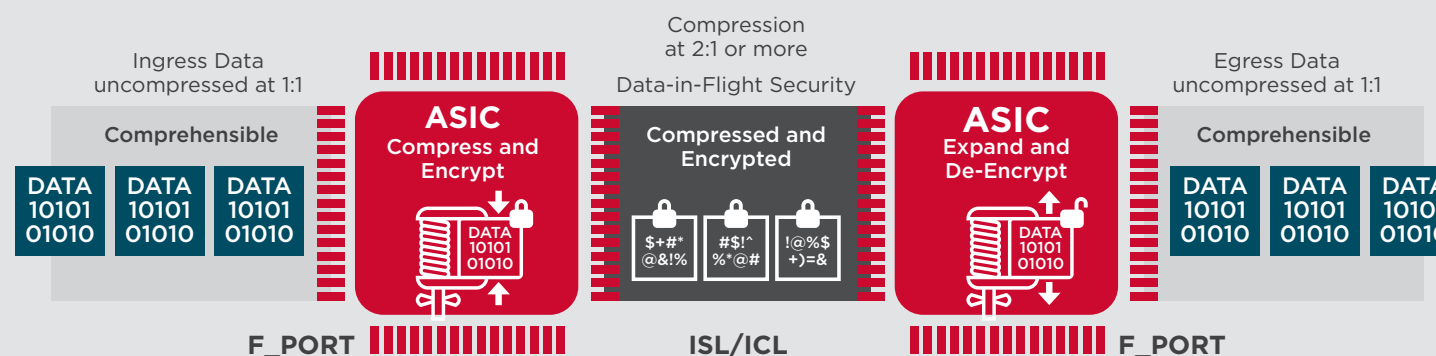 Ingress Data
uncompressed at 1:1
Comprehensible
DATA
10101
01010
DATA
10101
01010
DATA
10101
01010
ASIC
Compress and
Encrypt
DATA
10101
01010
F_PORT
Compression
at 2:1 or more
Data-in-Flight Security
Compressed and
Encrypted
$+#*
@&!%
#$!^
%*@#
!@%$
+)=&
ISL/ICL
ASIC
Expand and
De-Encrypt
DATA
10101
01010
F_PORT
Egress Data
uncompressed at 1:1
Comprehensible
DATA
10101
01010
DATA
10101
01010
DATA
10101
01010